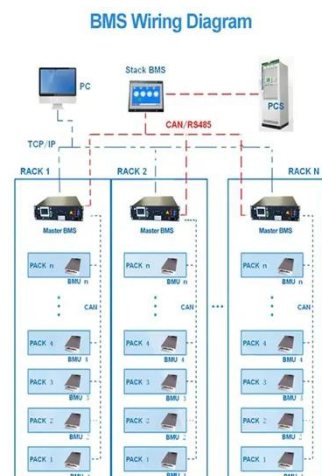 BMS Wiring Diagram
Stack BMS
PC
PCS
CAN/RS485
TCP/IP
RACK 1
RACK 2
RACK N
Master BMS
Master BMS
Master BMS
PACK n
BMU n
PACK n
BMU n
PACK n
BMU n
CAN
CAN
CAN
PACK 4
BMU 4
PACK 4
BMU 4
PACK 4
BMU 4
PACK 3
BMU 3
PACK 3
BMU 3
PACK 3
BMU 3
PACK 2
BMU 2
PACK 2
BMU 2
PACK 2
BMU 2
PACK 1
PACK 1
PACK 1